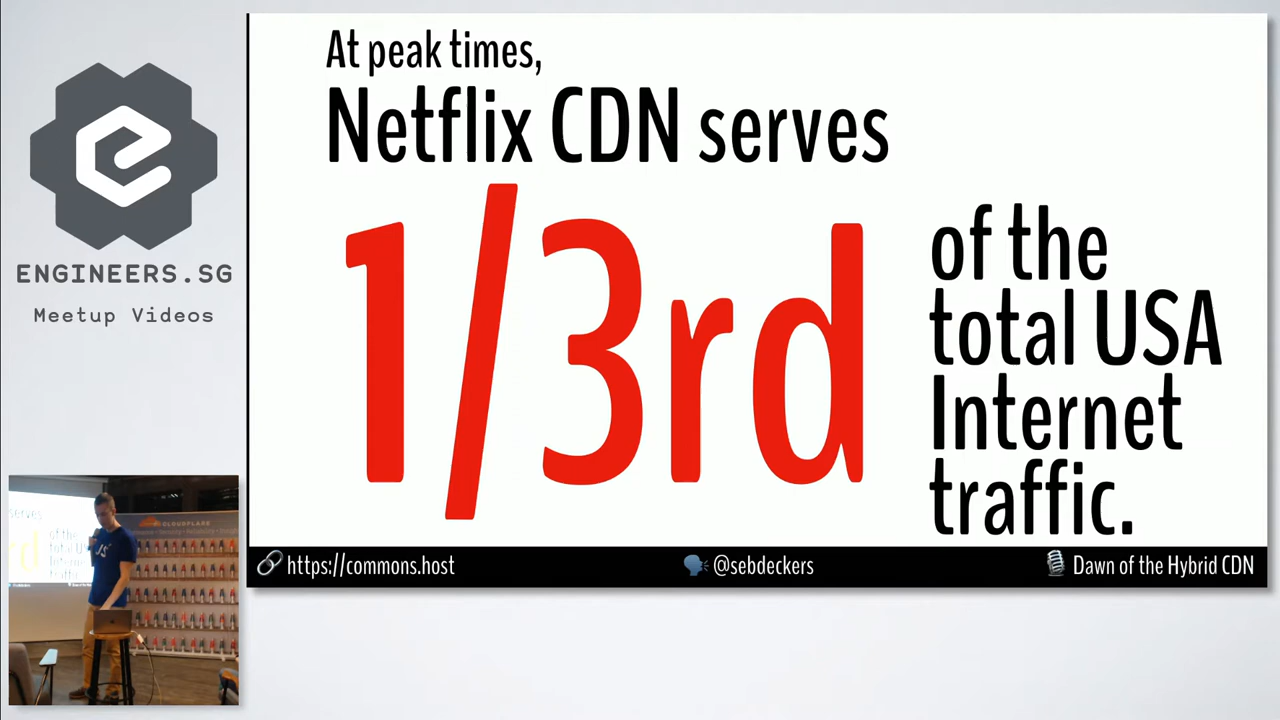 At peak times,
Netflix CDN serves
1/3rd
of the
total USA
Internet
traffic.
ENGINEERS.SG
Meetup Videos
https://commons.host
@sebdeckers
Dawn of the Hybrid CDN
CLOUDFLARE